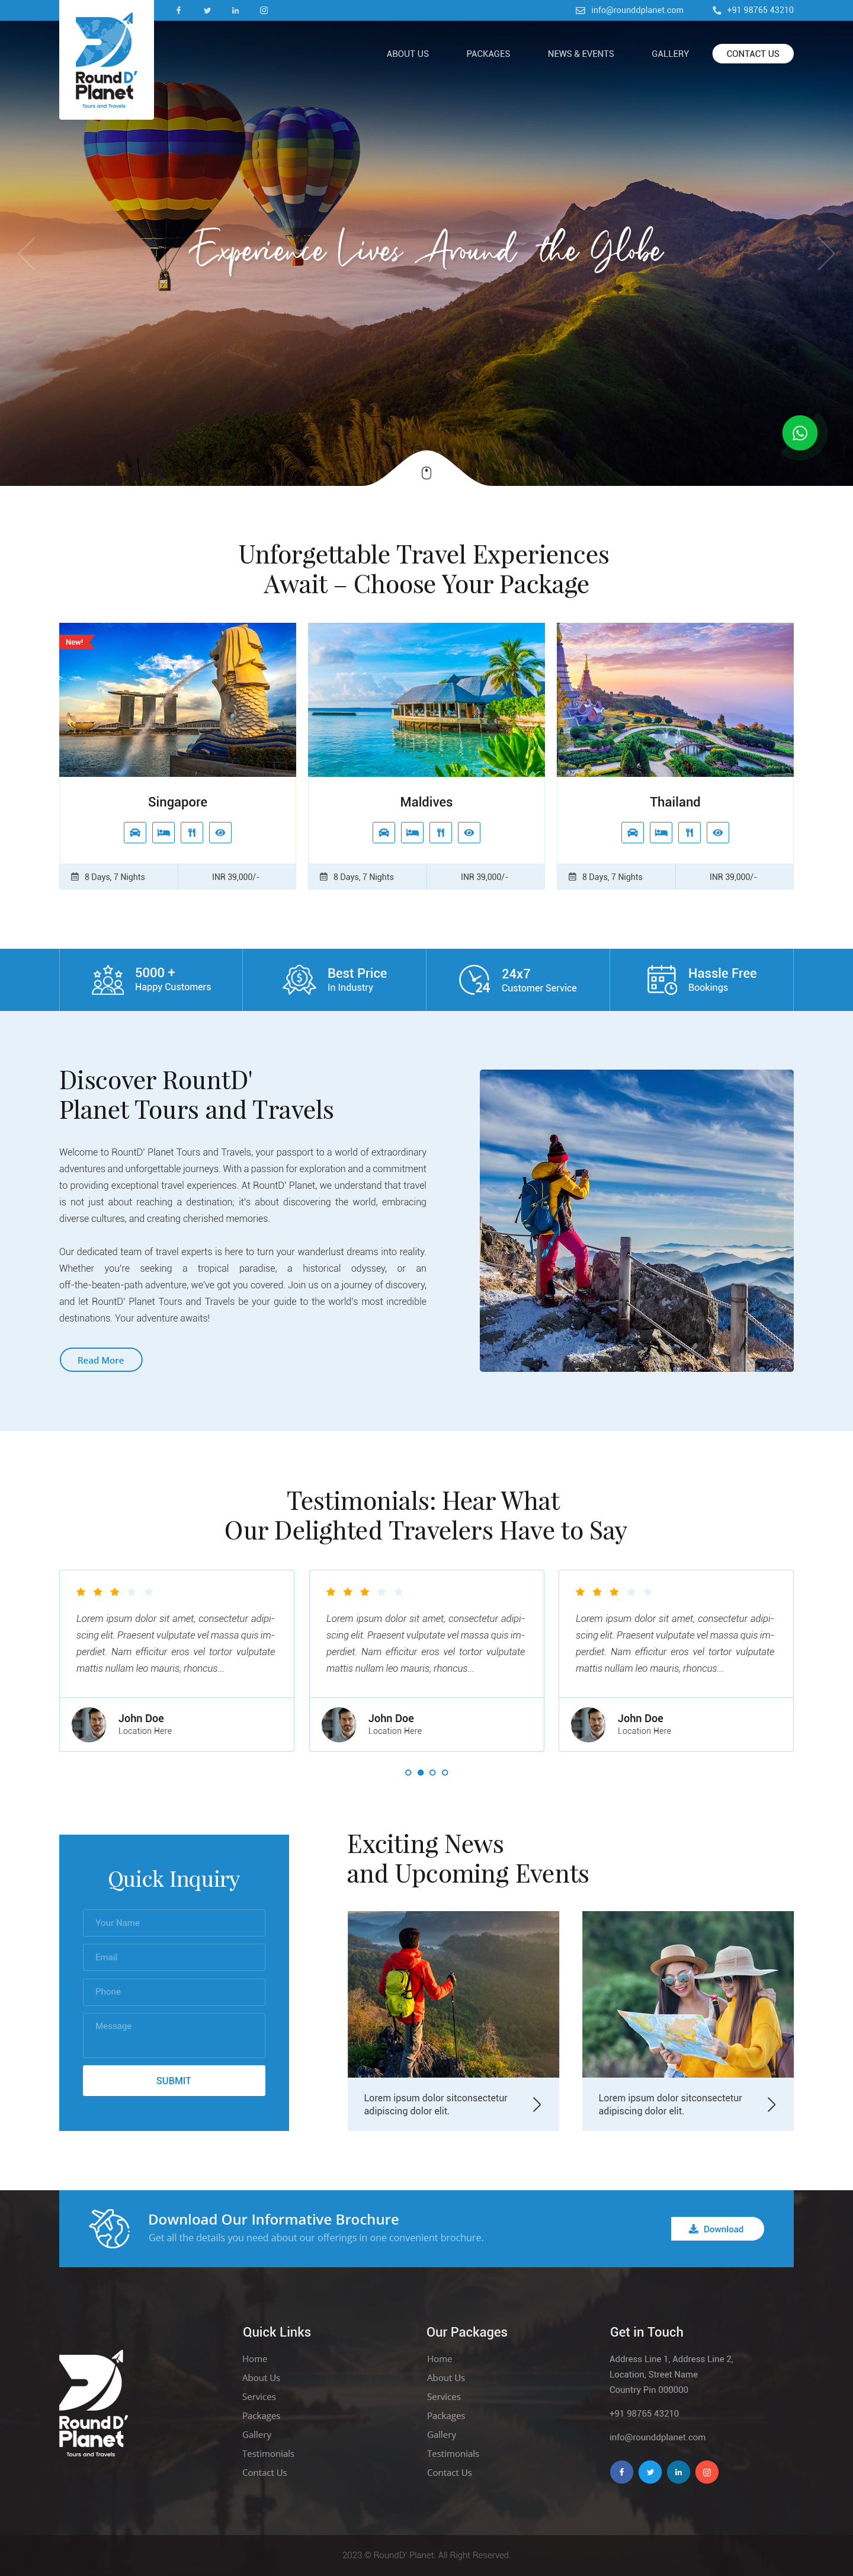 info@rounddplanet.com
+91 98765 43210
Round D'
Planet
Tours and Travels
ABOUT US
PACKAGES
NEWS & EVENTS
GALLERY
CONTACT US
Experience Lives Around the Globe
Unforgettable Travel Experiences
Await – Choose Your Package
New!
Singapore
8 Days, 7 Nights
INR 39,000/-
Maldives
8 Days, 7 Nights
INR 39,000/-
Thailand
8 Days, 7 Nights
INR 39,000/-
5000 +
Happy Customers
Best Price
In Industry
24
24x7
Customer Service
Hassle Free
Bookings
Discover RountD'
Planet Tours and Travels
Welcome to RountD' Planet Tours and Travels, your passport to a world of extraordinary
adventures and unforgettable journeys. With a passion for exploration and a commitment
to providing exceptional travel experiences. At RountD' Planet, we understand that travel
is not just about reaching a destination; it's about discovering the world, embracing
diverse cultures, and creating cherished memories.
Our dedicated team of travel experts is here to turn your wanderlust dreams into reality.
Whether you're seeking a tropical paradise, a historical odyssey, or an
off-the-beaten-path adventure, we've got you covered. Join us on a journey of discovery,
and let RountD' Planet Tours and Travels be your guide to the world's most incredible
destinations. Your adventure awaits!
Read More
Testimonials: Hear What
Our Delighted Travelers Have to Say
Lorem ipsum dolor sit amet, consectetur adipi-
scing elit. Praesent vulputate vel massa quis im-
perdiet. Nam efficitur eros vel tortor vulputate
mattis nullam leo mauris, rhoncus...
John Doe
Location Here
Lorem ipsum dolor sit amet, consectetur adipi-
scing elit. Praesent vulputate vel massa quis im-
perdiet. Nam efficitur eros vel tortor vulputate
mattis nullam leo mauris, rhoncus...
John Doe
Location Here
Lorem ipsum dolor sit amet, consectetur adipi-
scing elit. Praesent vulputate vel massa quis im-
perdiet. Nam efficitur eros vel tortor vulputate
mattis nullam leo mauris, rhoncus...
John Doe
Location Here
Quick Inquiry
Your Name
Email
Phone
Message
SUBMIT
Exciting News
and Upcoming Events
Lorem ipsum dolor sitconsectetur
adipiscing dolor elit.
Lorem ipsum dolor sitconsectetur
adipiscing dolor elit.
Download Our Informative Brochure
Get all the details you need about our offerings in one convenient brochure.
Download
Round D'
Planet
Tours and Travels
Quick Links
Home
About Us
Services
Packages
Gallery
Testimonials
Contact Us
Our Packages
Home
About Us
Services
Packages
Gallery
Testimonials
Contact Us
Get in Touch
Address Line 1, Address Line 2,
Location, Street Name
Country Pin 000000
+91 98765 43210
info@rounddplanet.com
2023 © RoundD' Planet. All Right Reserved.